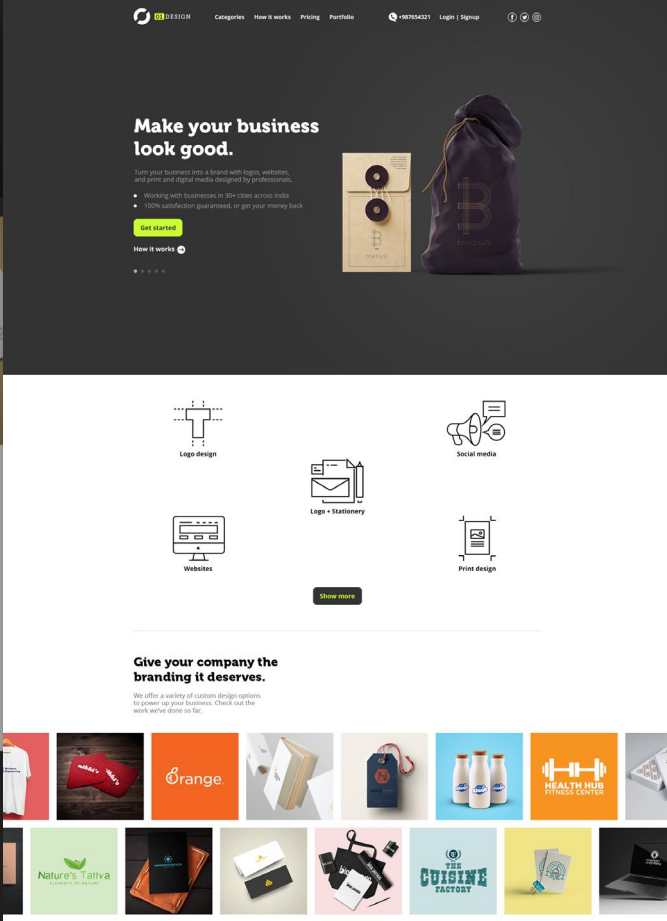 01 DESIGN
Categories How it works Pricing Portfolio
+987654321 Login | Signup
Make your business
look good.
Turn your business into a brand with logos, websites,
and print and digital media designed by professionals.
Working with businesses in 30+ cities across India
100% satisfaction guaranteed, or get your money back
Get started
How it works
Logo design
Social media
Logo + Stationery
Websites
Print design
Show more
Give your company the
branding it deserves.
We offer a variety of custom design options
to power up your business. Check out the
work we've done so far.
Orange.
HEALTH HUB
FITNESS CENTER
Nature's Tattva
ELEMENTS OF NATURE
THE
CUISINE
FACTORY